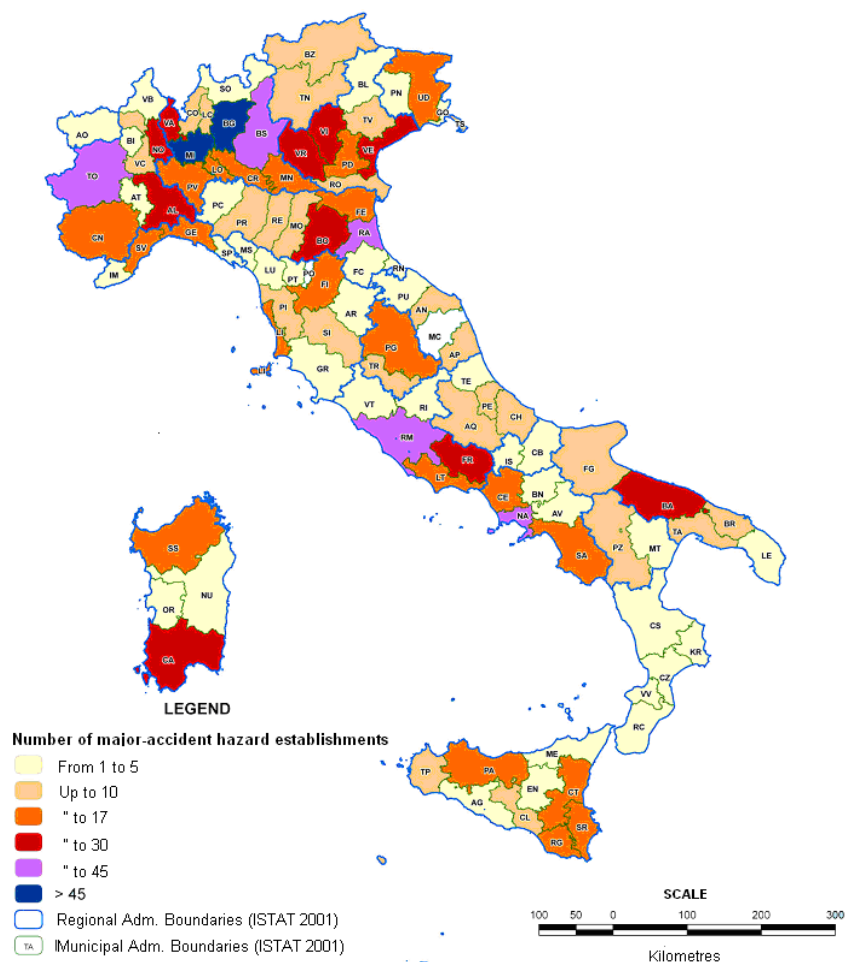 BZ
SO
VB
BL
PN
UD
TN
GO
TS
CO
LC
VA
BG
TV
AO
BI
NO
MI
BS
VI
VE
VR
VC
PD
TO
LO
PV
CR
MN
RO
AT
AL
PC
FE
PR
RE
MO
BO
RA
CN
SV
GE
SP
MS
IM
LU
PT
PO
FC
RN
FI
PU
PI
AR
AN
LI
SI
MC
PG
AP
LI
GR
TR
TE
VT
RI
PE
CH
AQ
RM
FR
IS
CB
FG
LT
CE
BN
NA
AV
BA
SA
PZ
MT
TA
BR
LE
SS
NU
OR
CA
CS
KR
CZ
VV
RC
ME
TP
PA
CT
EN
AG
CL
SR
RG
LEGEND
Number of major-accident hazard establishments
From 1 to 5
Up to 10
" to 17
" to 30
" to 45
> 45
Regional Adm. Boundaries (ISTAT 2001)
TA Municipal Adm. Boundaries (ISTAT 2001)
SCALE
100 50 0 100 200 300
Kilometres